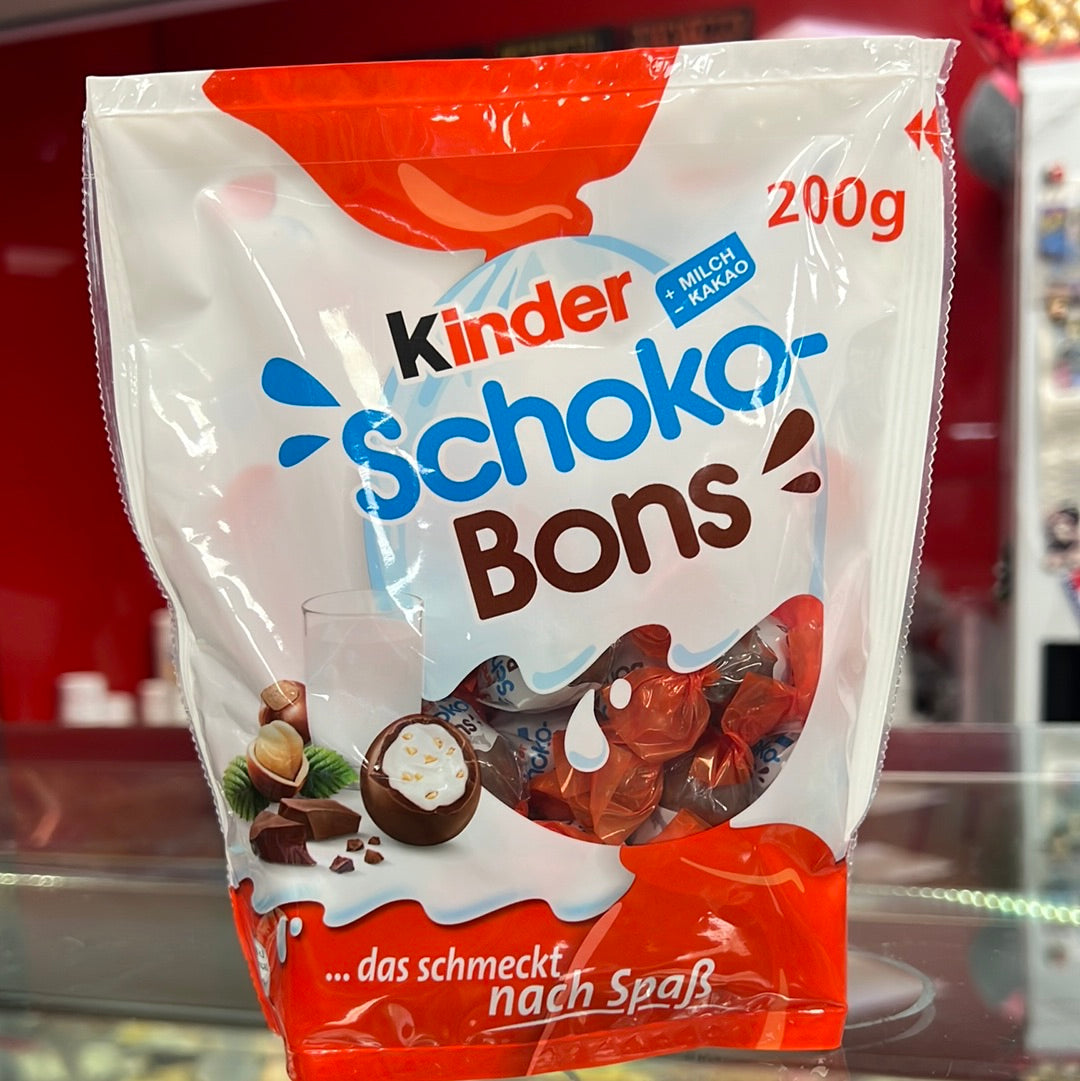 200g
+ MILCH
- KAKAO
kinder
Schoko-
Bons
... das schmeckt
nach Spaß